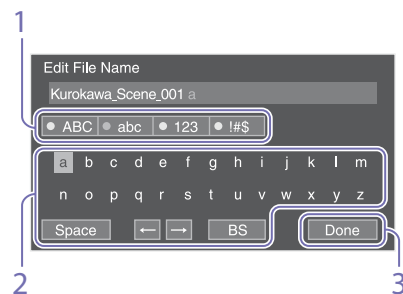 1
Edit File Name
Kurokawa_Scene_001 a
ABC abc 123 !#$
a b c d e f g h i j k l m
n o p q r s t u v w x y z
Space ← → BS Done
2 3